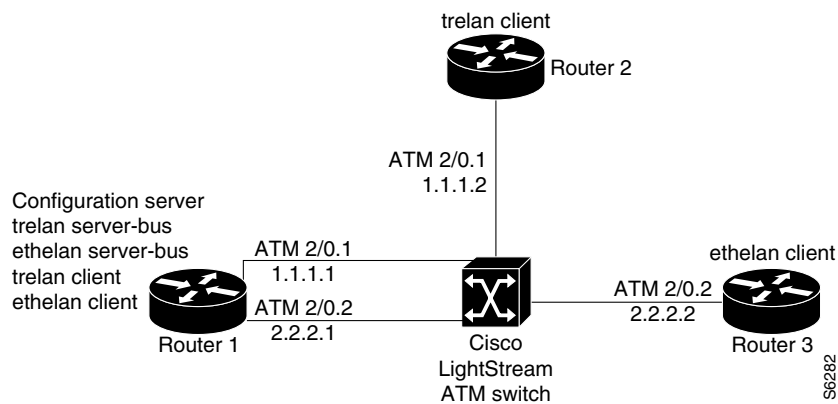 trelan client
Router 2
ATM 2/0.1
1.1.1.2
Configuration server
trelan server-bus
ethelan server-bus
trelan client
ethelan client
Router 1
ATM 2/0.1
1.1.1.1
ATM 2/0.2
2.2.2.1
Cisco
LightStream
ATM switch
ATM 2/0.2
2.2.2.2
ethelan client
Router 3
S6282